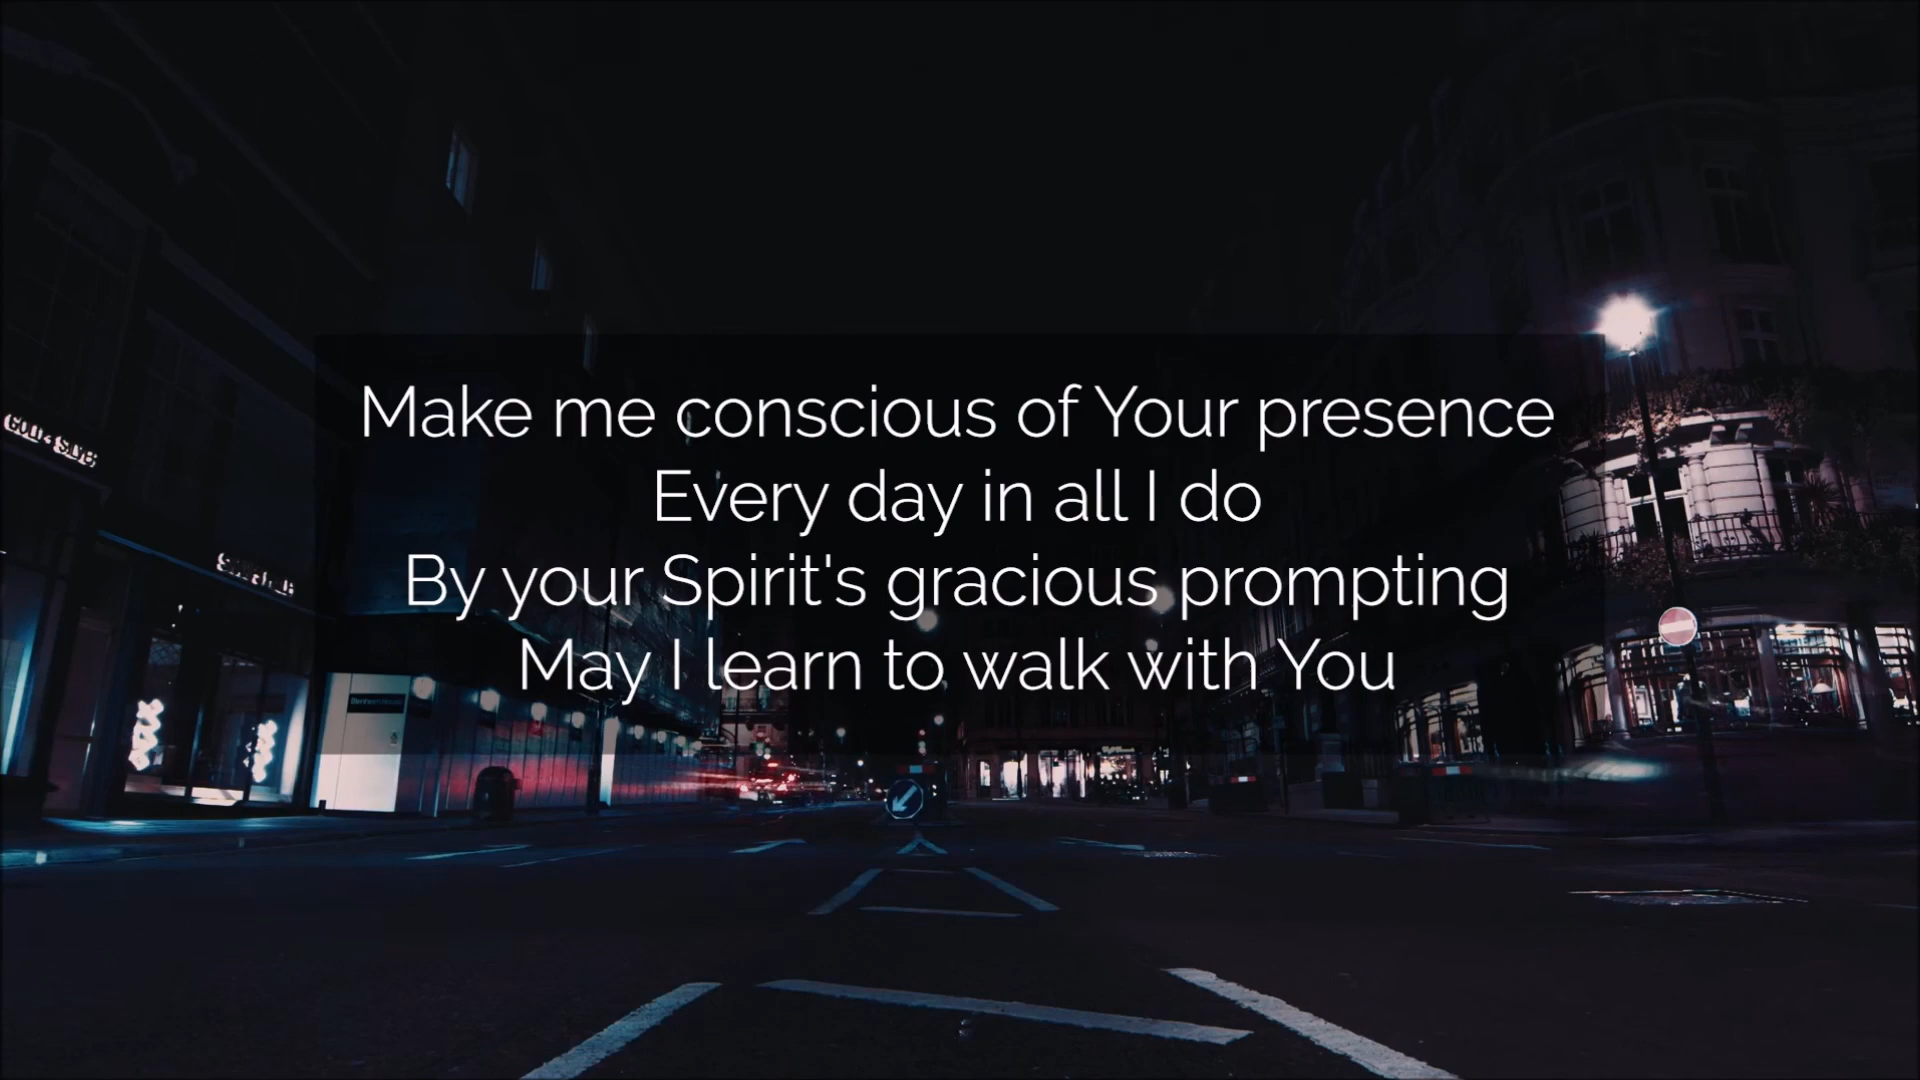 Make me conscious of Your presence
Every day in all I do
By your Spirit's gracious prompting
May I learn to walk with You